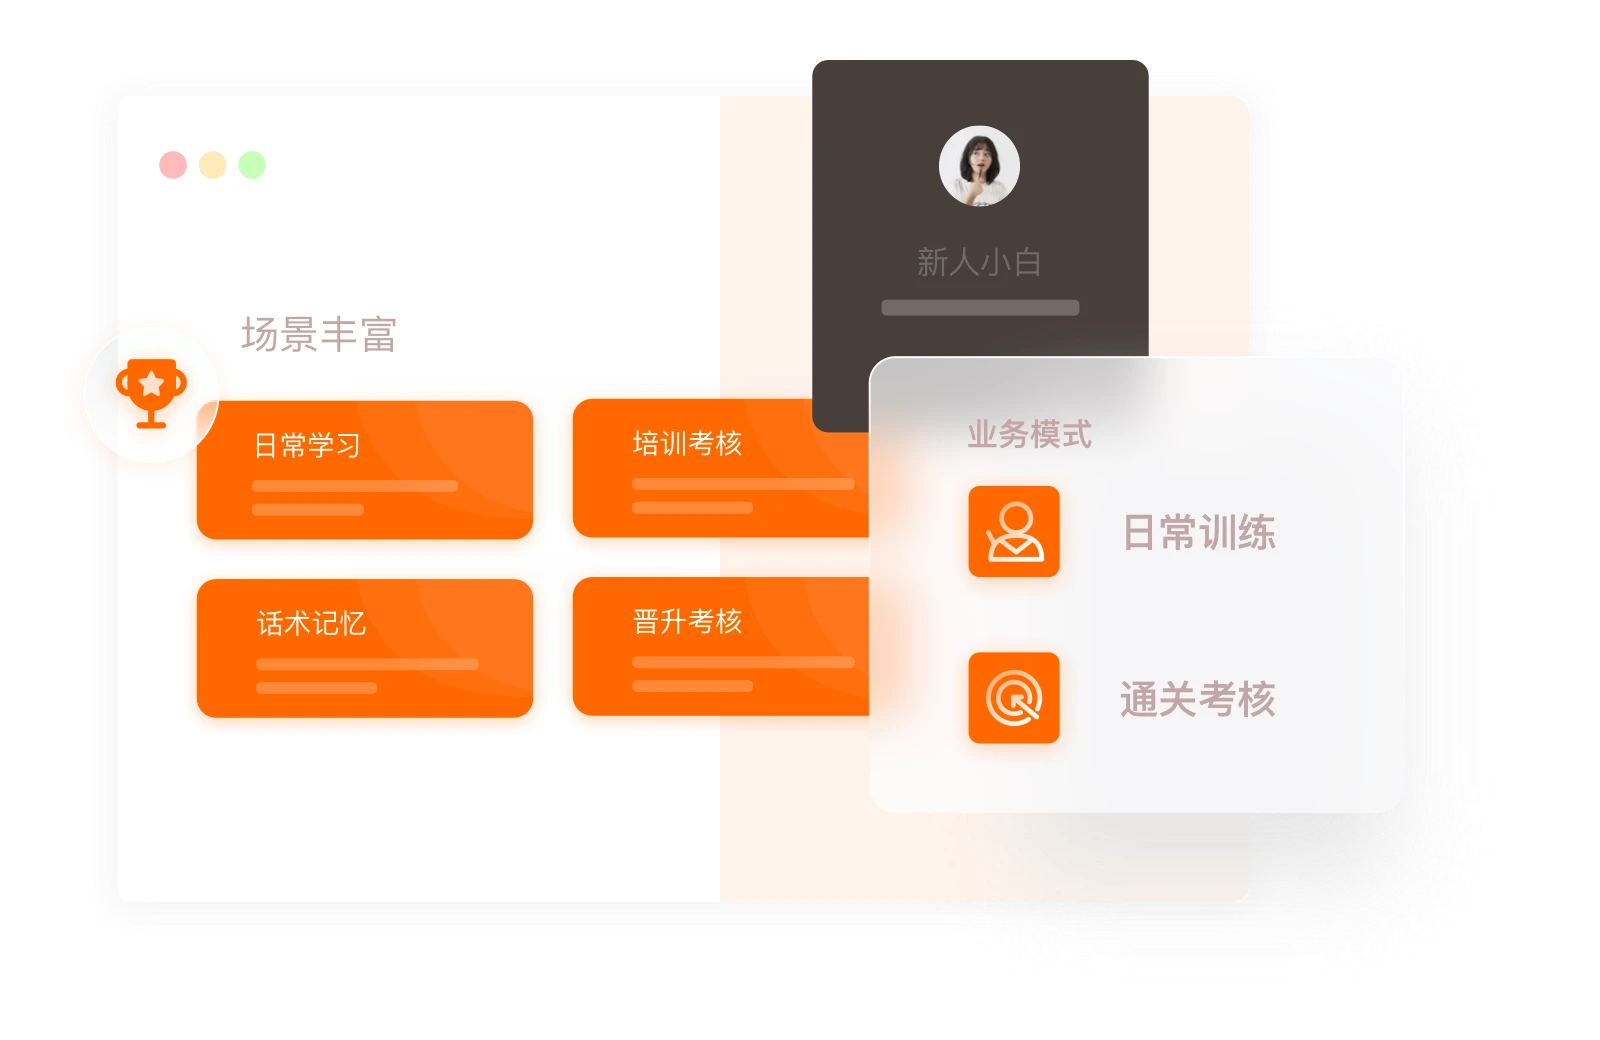 新人小白
场景丰富
日常学习
培训考核
话术记忆
晋升考核
业务模式
日常训练
通关考核